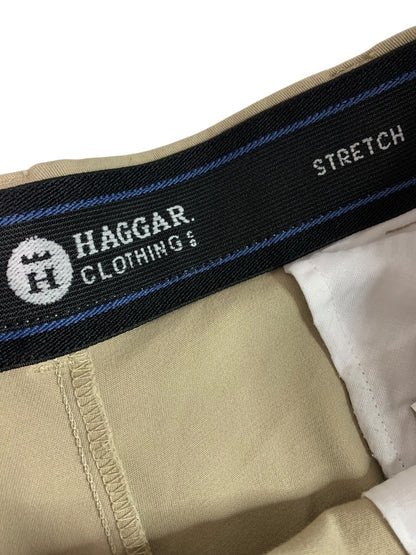 HAGGAR.
CLOTHING CO
STRETCH
H